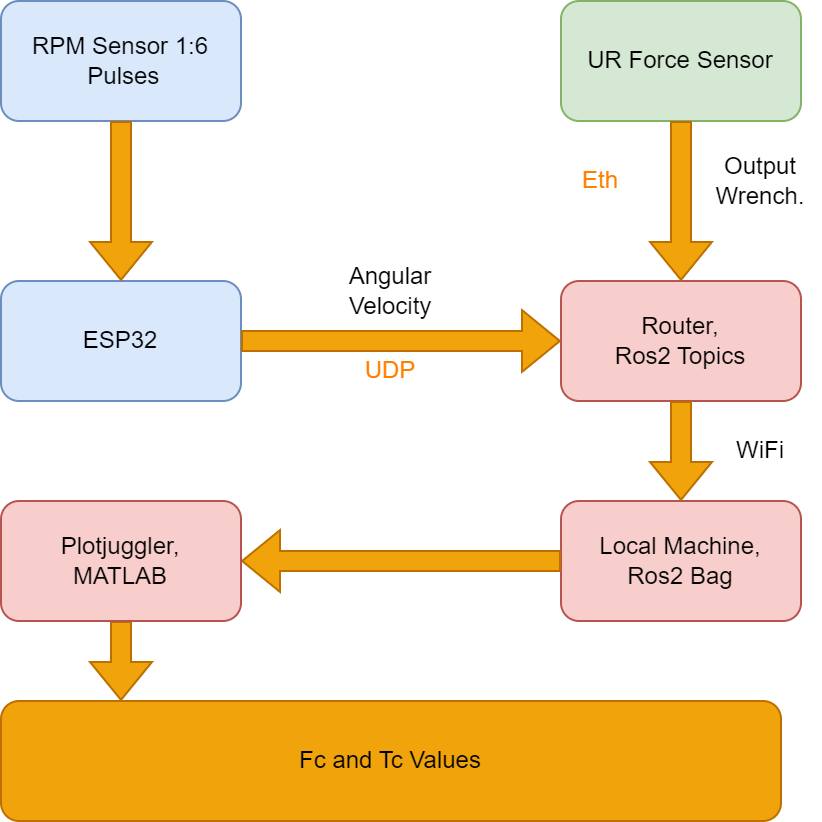 RPM Sensor 1:6
Pulses
UR Force Sensor
Eth
Output
Wrench.
ESP32
Angular
Velocity
UDP
Router,
Ros2 Topics
WiFi
Plotjuggler,
MATLAB
Local Machine,
Ros2 Bag
Fc and Tc Values